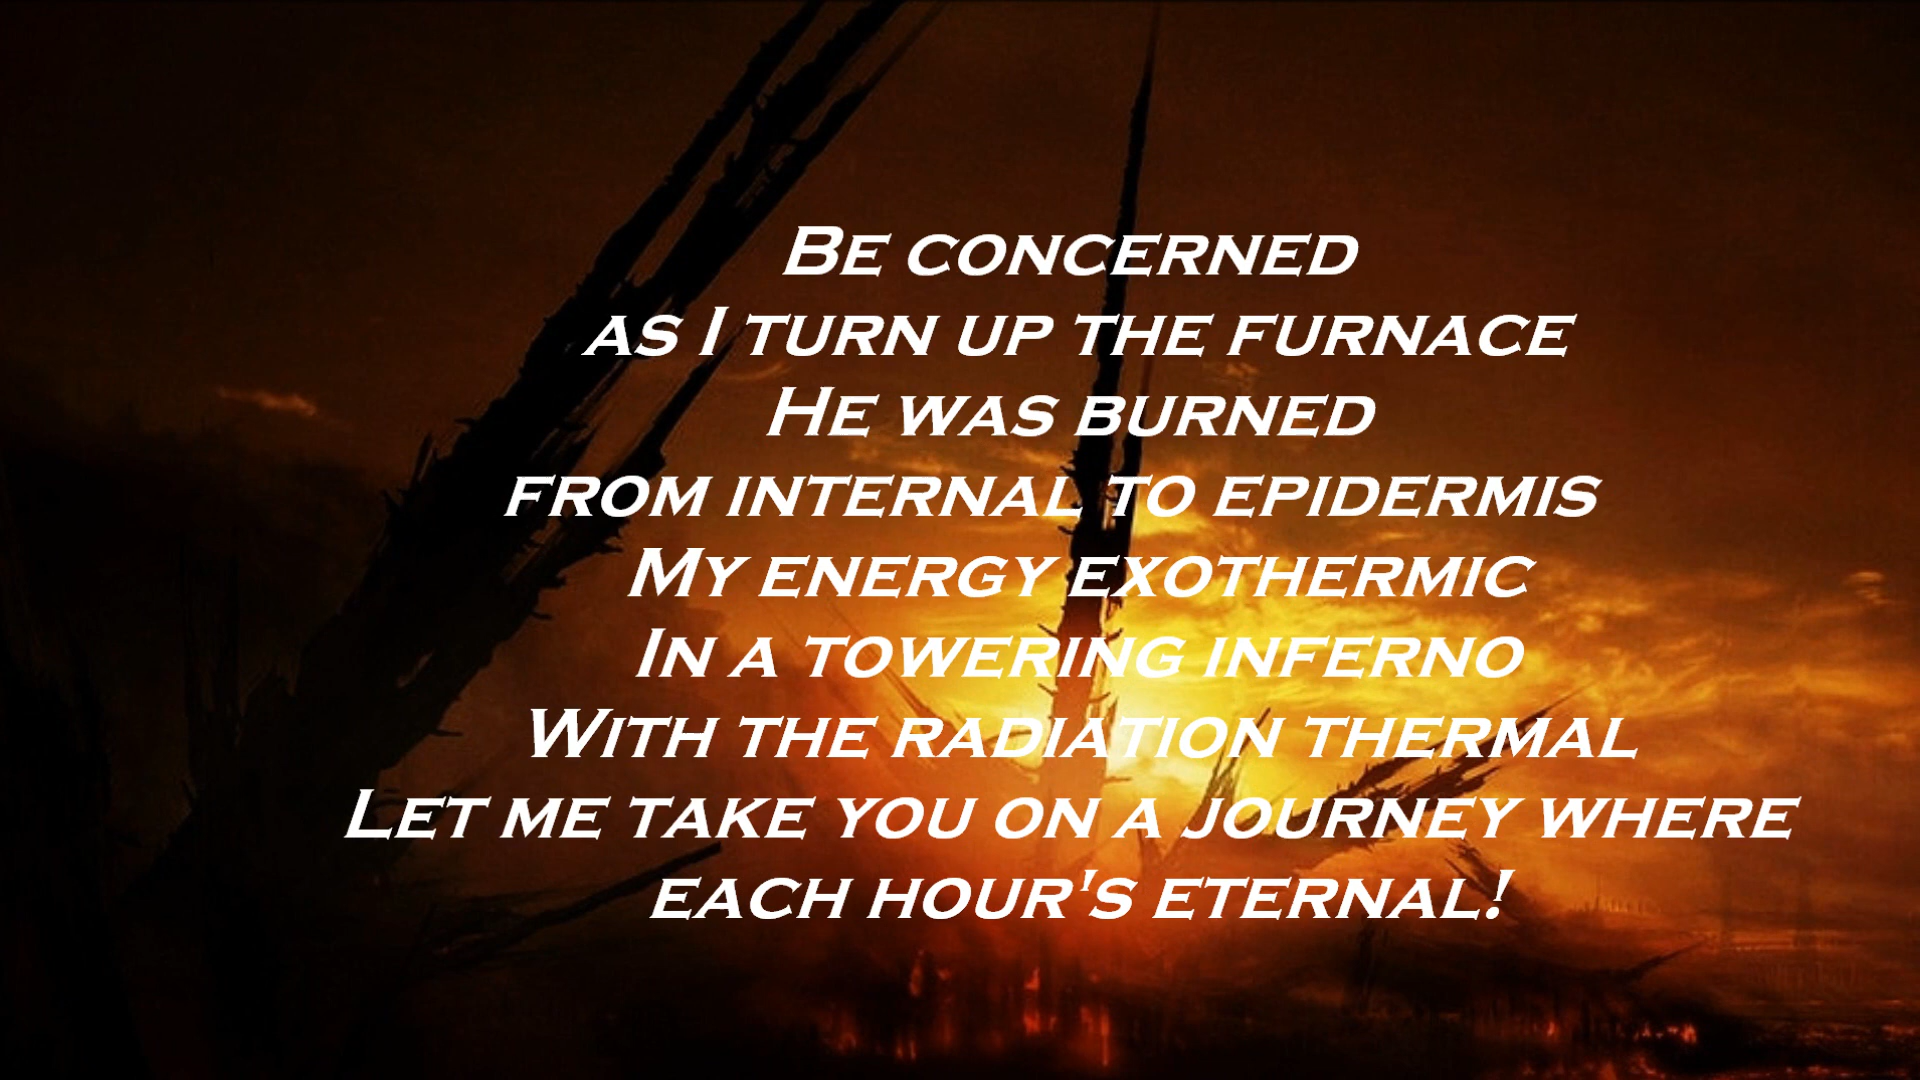 Be concerned
as I turn up the furnace
He was burned
from internal to epidermis
My energy exothermic
In a towering inferno
With the radiation thermal
Let me take you on a journey where
each hour's eternal!